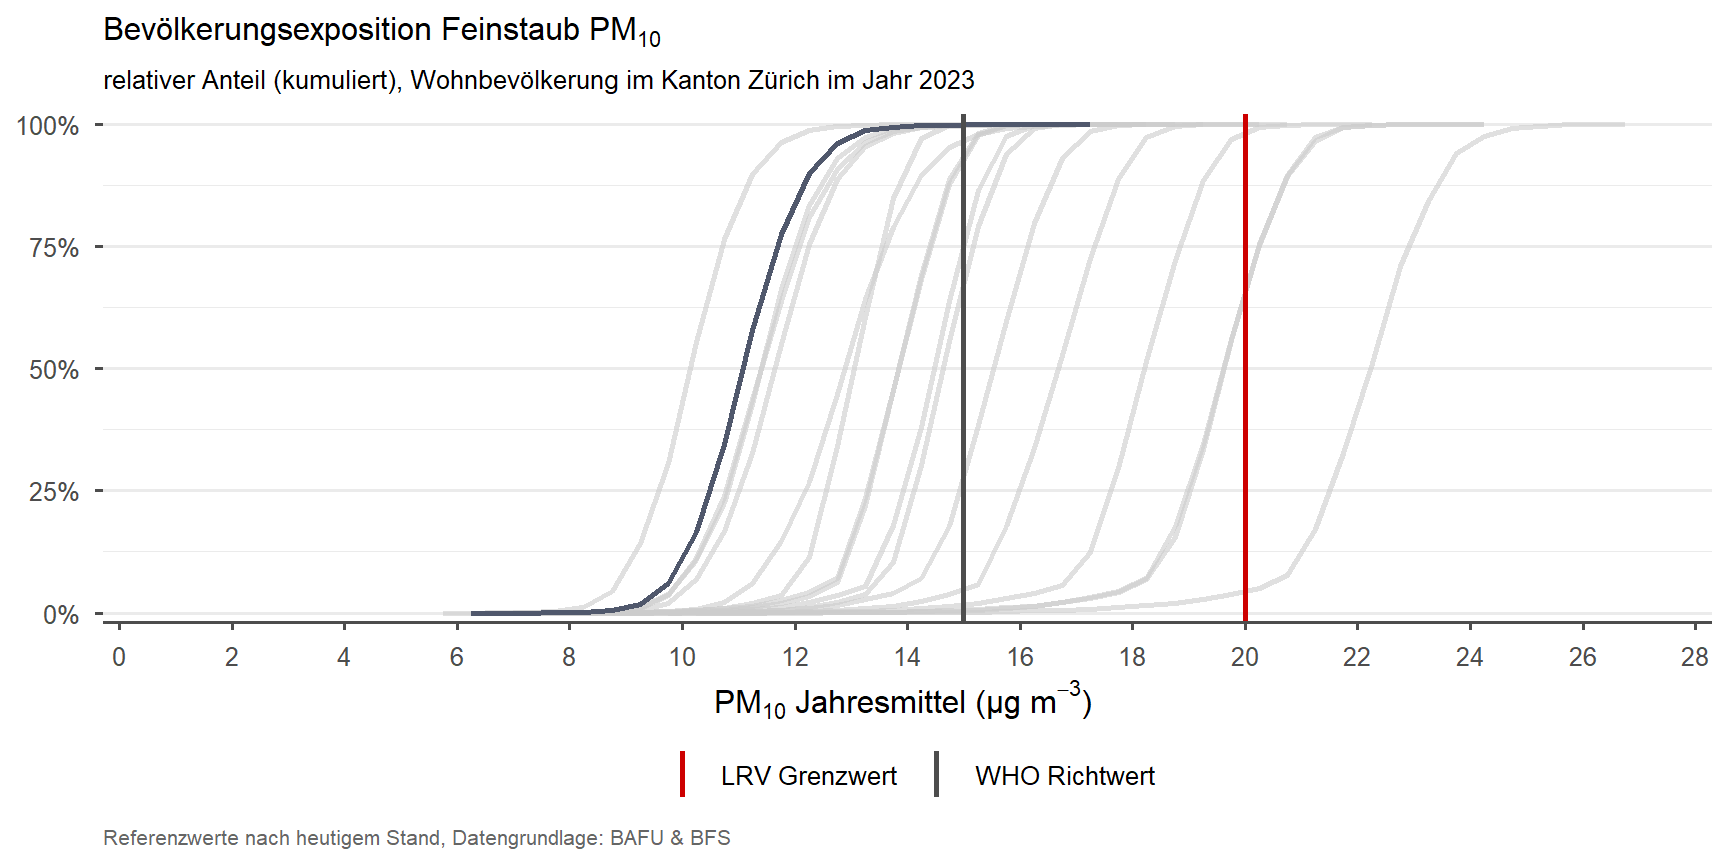 Bevölkerungsexposition Feinstaub PM₁₀
relativer Anteil (kumuliert), Wohnbevölkerung im Kanton Zürich im Jahr 2023
100%
75%
50%
25%
0%
0 2 4 6 8 10 12 14 16 18 20 22 24 26 28
PM₁₀ Jahresmittel (µg m⁻³)
LRV Grenzwert WHO Richtwert
Referenzwerte nach heutigem Stand, Datengrundlage: BAFU & BFS